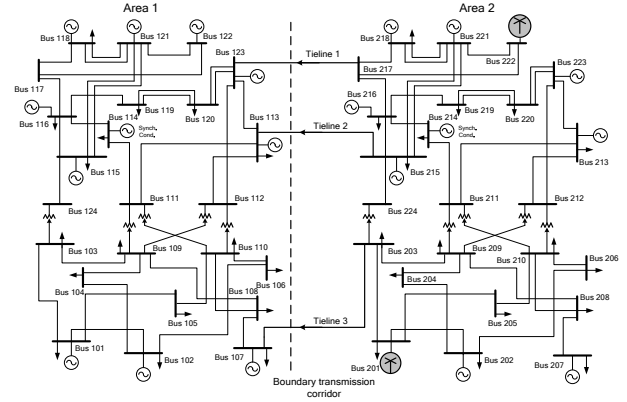 Area 1
Area 2
Bus 118
Bus 121
Bus 122
Bus 123
Bus 117
Bus 116
Bus 119
Bus 114
Bus 120
Bus 113
Synch.
Cond.
Bus 115
Bus 111
Bus 112
Bus 124
Bus 103
Bus 109
Bus 110
Bus 104
Bus 106
Bus 108
Bus 105
Bus 101
Bus 102
Bus 107
Tieline 1
Tieline 2
Tieline 3
Boundary transmission
corridor
Bus 218
Bus 221
Bus 222
Bus 223
Bus 217
Bus 216
Bus 219
Bus 214
Bus 220
Bus 213
Synch.
Cond.
Bus 215
Bus 211
Bus 212
Bus 224
Bus 203
Bus 209
Bus 210
Bus 206
Bus 204
Bus 208
Bus 205
Bus 201
Bus 202
Bus 207